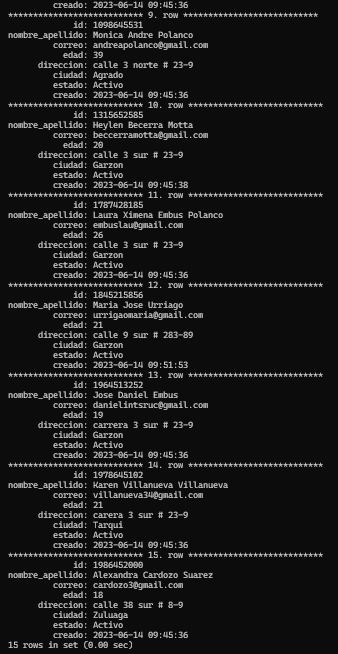 creado: 2023-06-14 09:45:36
*************************** 9. row ***************************
id: 1098645531
nombre_apellido: Monica Andre Polanco
correo: andreapolanco@gmail.com
edad: 39
direccion: calle 3 norte # 23-9
ciudad: Agrado
estado: Activo
creado: 2023-06-14 09:45:36
*************************** 10. row ***************************
id: 1315652585
nombre_apellido: Heylen Becerra Motta
correo: beccerramotta@gmail.com
edad: 20
direccion: calle 3 sur # 23-9
ciudad: Garzon
estado: Activo
creado: 2023-06-14 09:45:38
*************************** 11. row ***************************
id: 1787428185
nombre_apellido: Laura Ximena Embus Polanco
correo: embuslau@gmail.com
edad: 26
direccion: calle 3 sur # 23-9
ciudad: Garzon
estado: Activo
creado: 2023-06-14 09:45:36
*************************** 12. row ***************************
id: 1845215856
nombre_apellido: Maria Jose Urriago
correo: urrigaomaria@gmail.com
edad: 21
direccion: calle 9 sur # 283-89
ciudad: Garzon
estado: Activo
creado: 2023-06-14 09:51:53
*************************** 13. row ***************************
id: 1964513252
nombre_apellido: Jose Daniel Embus
correo: danielintsruc@gmail.com
edad: 19
direccion: carrera 3 sur # 23-9
ciudad: Garzon
estado: Activo
creado: 2023-06-14 09:45:36
*************************** 14. row ***************************
id: 1978645102
nombre_apellido: Karen Villanueva Villanueva
correo: villanueva34@gmail.com
edad: 21
direccion: carera 3 sur # 23-9
ciudad: Tarqui
estado: Activo
creado: 2023-06-14 09:45:36
*************************** 15. row ***************************
id: 1986452000
nombre_apellido: Alexandra Cardozo Suarez
correo: cardozo3@gmail.com
edad: 18
direccion: calle 38 sur # 8-9
ciudad: Zuluaga
estado: Activo
creado: 2023-06-14 09:45:36
15 rows in set (0.00 sec)